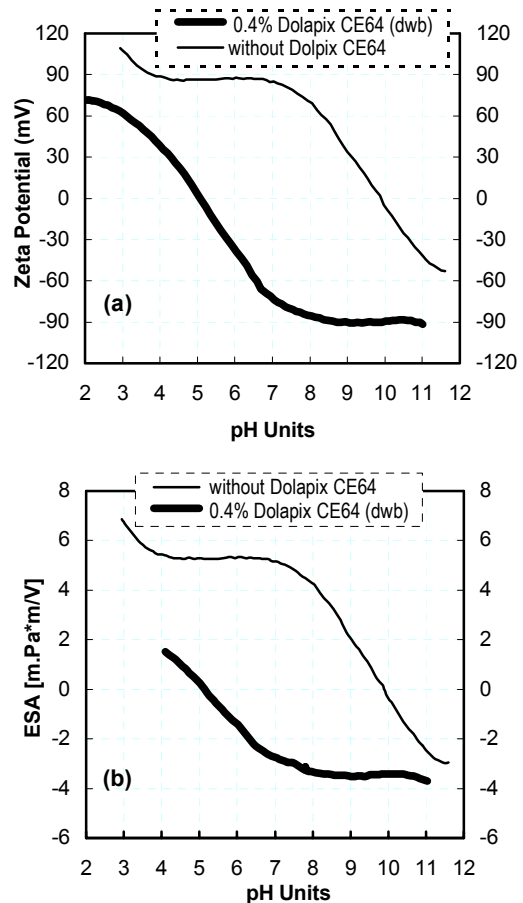 0.4% Dolapix CE64 (dwb)
without Dolpix CE64
120 120
90 90
60 60
30 30
0 0
-30 -30
-60 -60
-90 -90
-120 -120
Zeta Potential (mV)
(a)
2 3 4 5 6 7 8 9 10 11 12
pH Units
without Dolapix CE64
0.4% Dolapix CE64 (dwb)
8 8
6 6
4 4
2 2
0 0
-2 -2
-4 -4
-6 -6
ESA [m.Pa*m/V]
(b)
2 3 4 5 6 7 8 9 10 11 12
pH Units